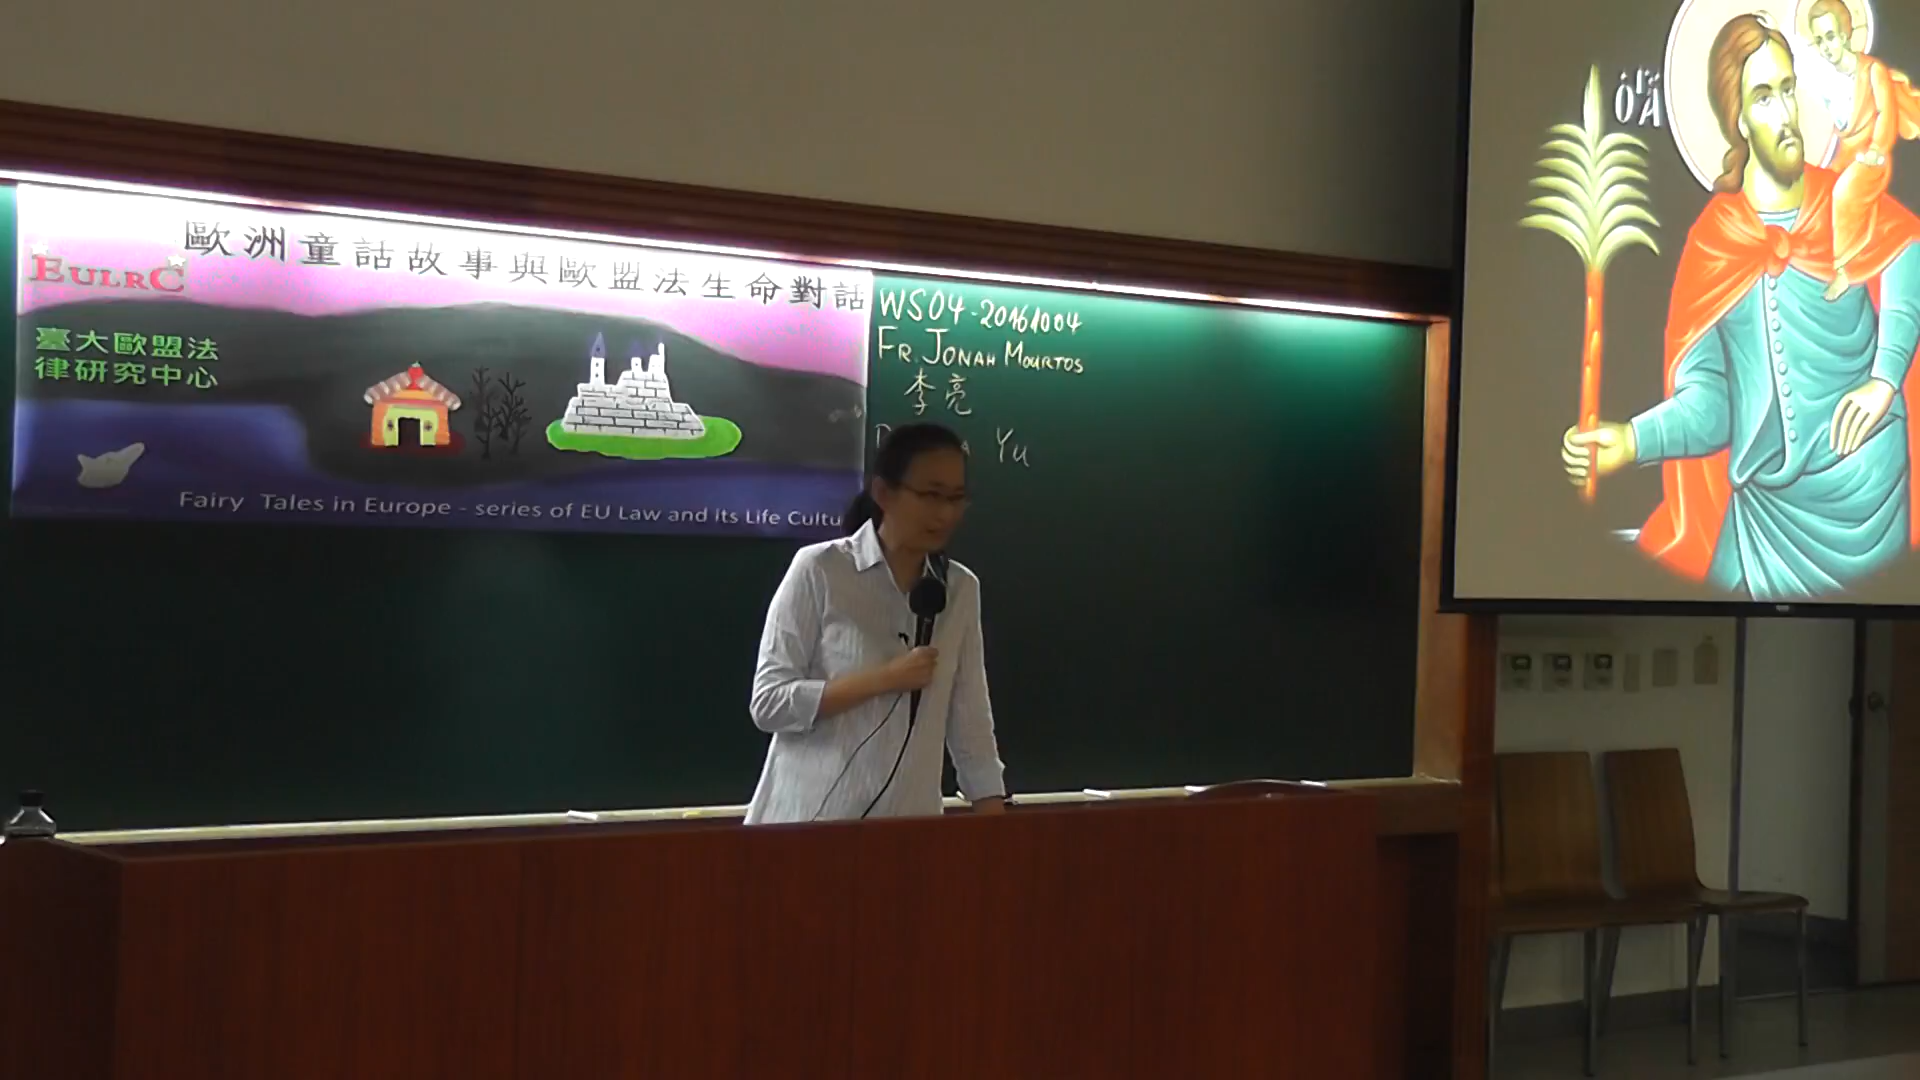 歐洲童話故事與歐盟法生命對話
EULRC
臺大歐盟法
律研究中心
Fairy Tales in Europe - series of EU Law and its Life Cultu
WS04-20161004
FR. JONAH MOURTOS
李亮
Yu